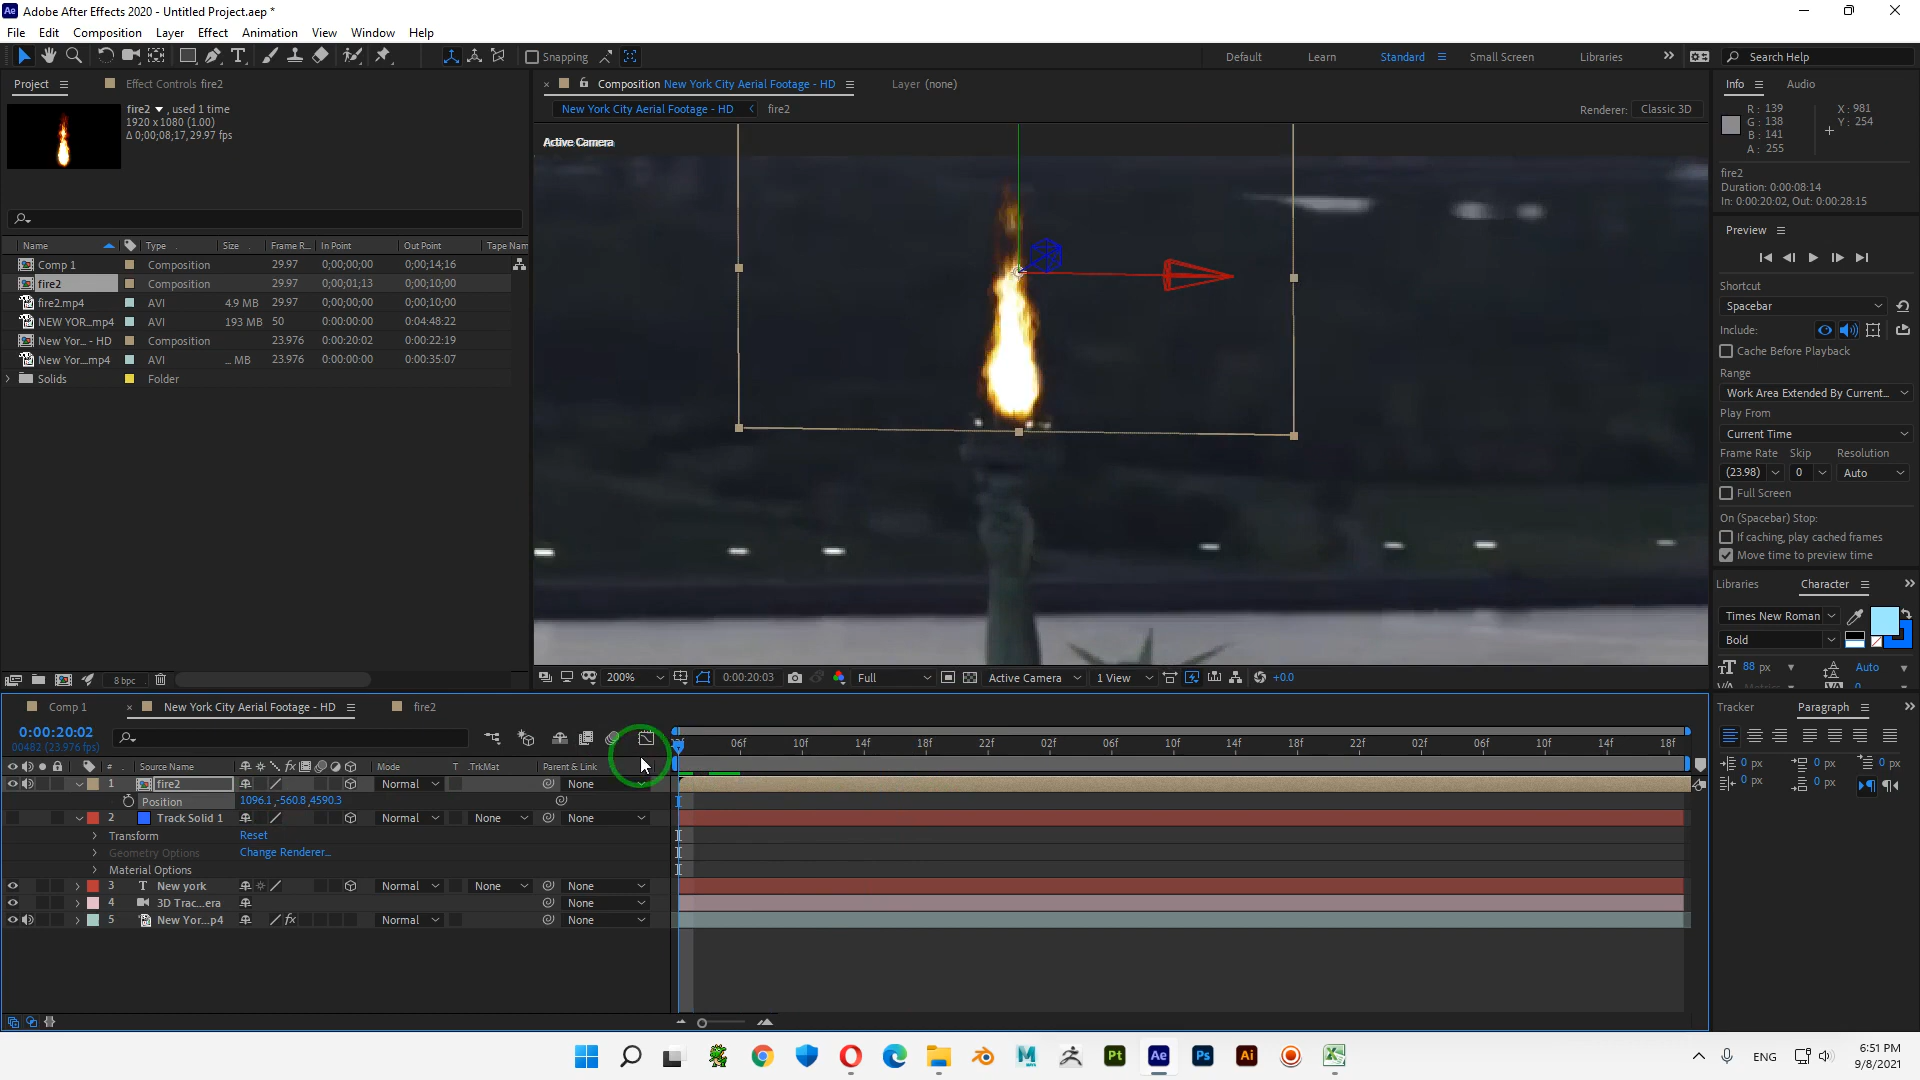 Adobe After Effects 2020 - Untitled Project.aep *
File Edit Composition Layer Effect Animation View Window Help
Snapping
Default Learn Standard Small Screen Libraries Search Help
Project Effect Controls fire2
fire2 , used 1 time
1920 x 1080 (1.00)
Δ 0;00;08;17, 29.97 fps
Name Type Size Frame R... In Point Out Point Tape Nam
Comp 1 Composition 29.97 0;00;00;00 0;00;14;16
fire2 Composition 29.97 0;00;01;13 0;00;10;00
fire2.mp4 AVI 4.9 MB 29.97 0;00;00;00 0;00;10;00
NEW YOR...mp4 AVI 193 MB 50 0:00:00:00 0:04:48:22
New Yor... - HD Composition 23.976 0:00:20:02 0:00:22:19
New Yor...mp4 AVI ... MB 23.976 0:00:00:00 0:00:35:07
Solids Folder
8 bpc
Composition New York City Aerial Footage - HD Layer (none)
New York City Aerial Footage - HD fire2
Renderer: Classic 3D
Active Camera
200% 0:00:20:03 Full Active Camera 1 View +0.0
Info Audio
R: 139 X: 981
G: 138 Y: 254
B: 141
A: 255
fire2
Duration: 0:00:08:14
In: 0:00:20:02, Out: 0:00:28:15
Preview
Shortcut
Spacebar
Include:
Cache Before Playback
Range
Work Area Extended By Current...
Play From
Current Time
Frame Rate Skip Resolution
(23.98) 0 Auto
Full Screen
On (Spacebar) Stop:
If caching, play cached frames
Move time to preview time
Libraries Character
Times New Roman
Bold
88 px Auto
Metrics
Tracker Paragraph
0 px 0 px 0 px
0 px 0 px
Comp 1 New York City Aerial Footage - HD fire2
0:00:20:02
00482 (23.976 fps)
06f 10f 14f 18f 22f 02f 06f 10f 14f 18f 22f 02f 06f 10f 14f 18f
# Source Name Mode T .TrkMat Parent & Link
1 fire2 Normal None
Position 1096.1 ,-560.8 ,4590.3
2 Track Solid 1 Normal None None
Transform Reset
Geometry Options Change Renderer...
Material Options
3 T New york Normal None None
4 3D Trac...era None
5 New Yor...p4 fx Normal None
Pt Ae Ps Ai
ENG
6:51 PM
9/8/2021